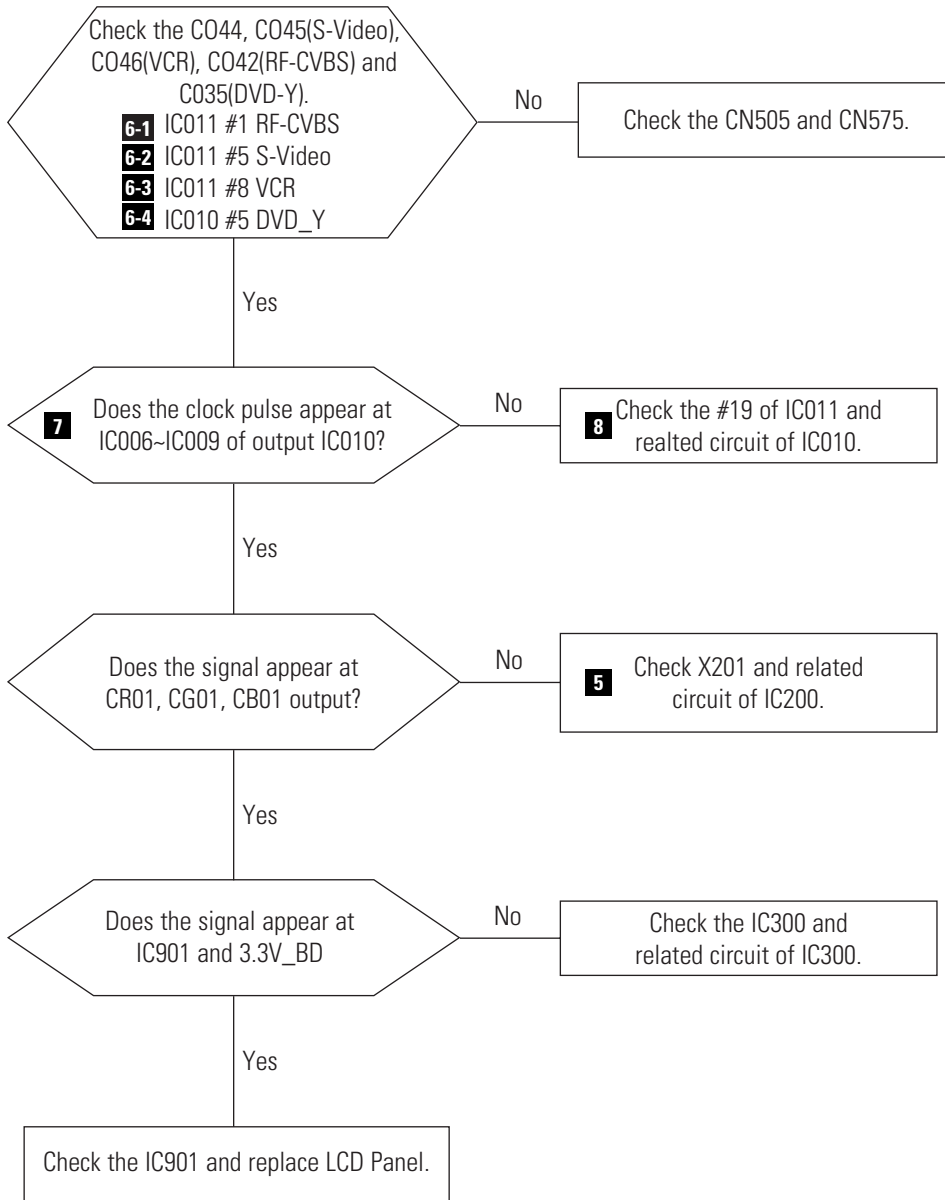 Check the CO44, CO45(S-Video),
CO46(VCR), CO42(RF-CVBS) and
C035(DVD-Y).
6-1 IC011 #1 RF-CVBS
6-2 IC011 #5 S-Video
6-3 IC011 #8 VCR
6-4 IC010 #5 DVD_Y
No
Check the CN505 and CN575.
Yes
7 Does the clock pulse appear at
IC006~IC009 of output IC010?
No
8 Check the #19 of IC011 and
realted circuit of IC010.
Yes
Does the signal appear at
CR01, CG01, CB01 output?
No
5 Check X201 and related
circuit of IC200.
Yes
Does the signal appear at
IC901 and 3.3V_BD
No
Check the IC300 and
related circuit of IC300.
Yes
Check the IC901 and replace LCD Panel.